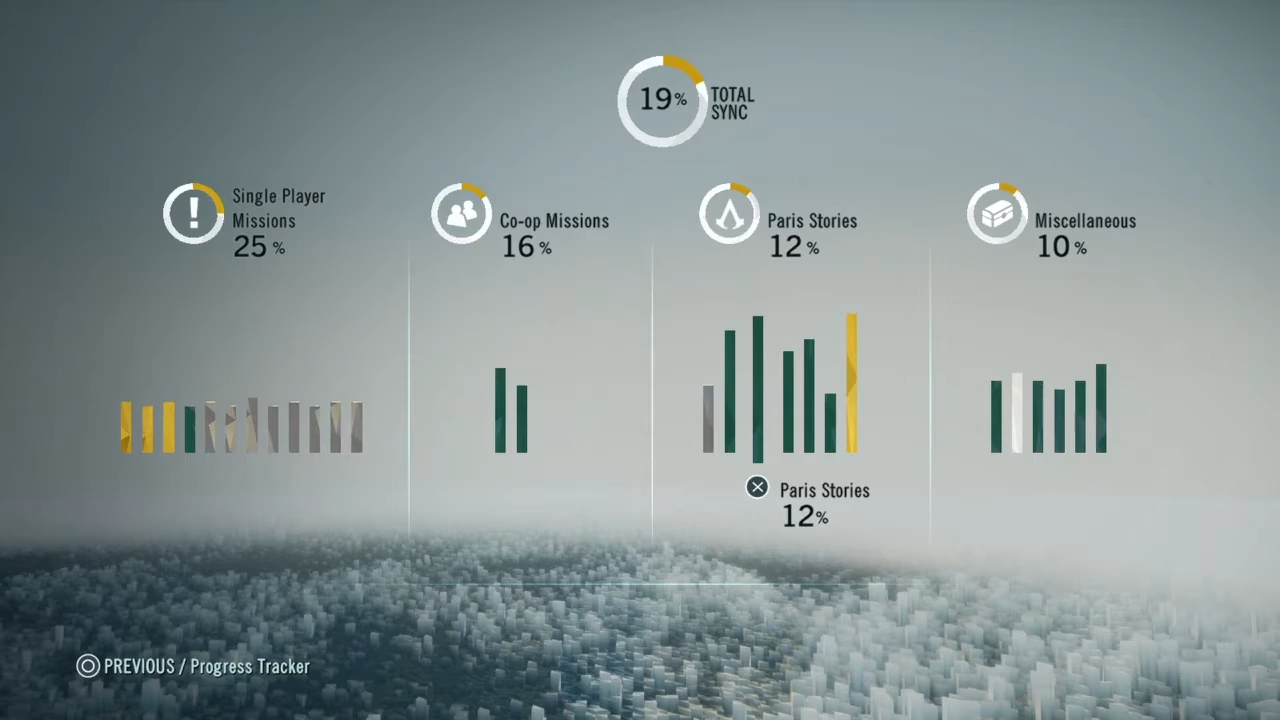 19%
TOTAL
SYNC
Single Player
Missions
25 %
Co-op Missions
16 %
Paris Stories
12 %
Miscellaneous
10 %
Paris Stories
12%
PREVIOUS / Progress Tracker